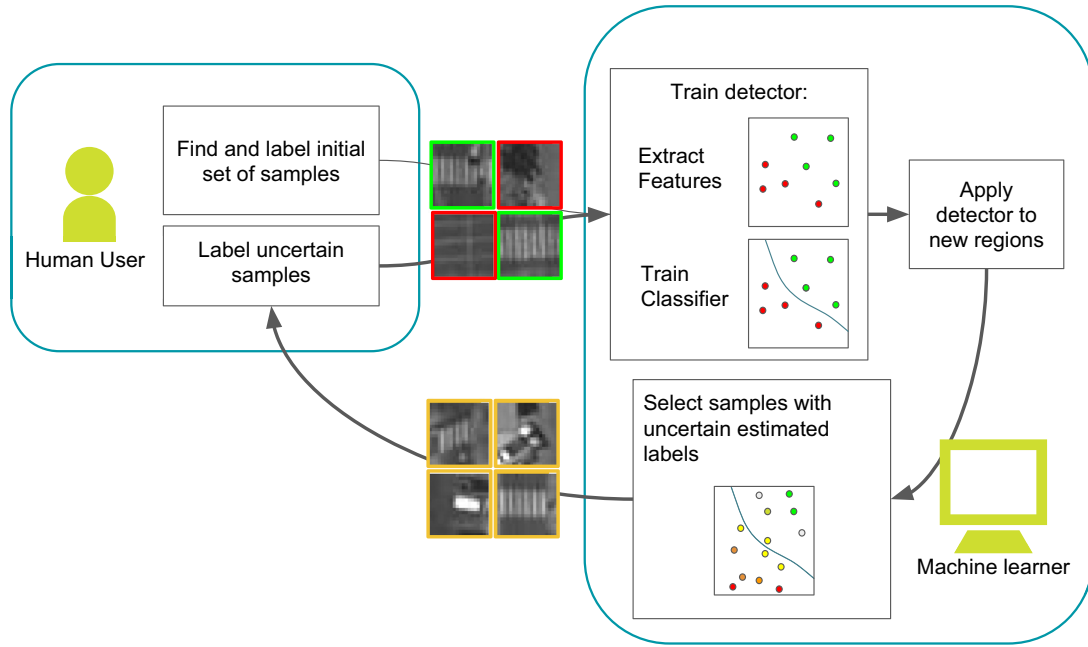 Find and label initial
set of samples
Human User
Label uncertain
samples
Train detector:
Extract
Features
Train
Classifier
Apply
detector to
new regions
Select samples with
uncertain estimated
labels
Machine learner